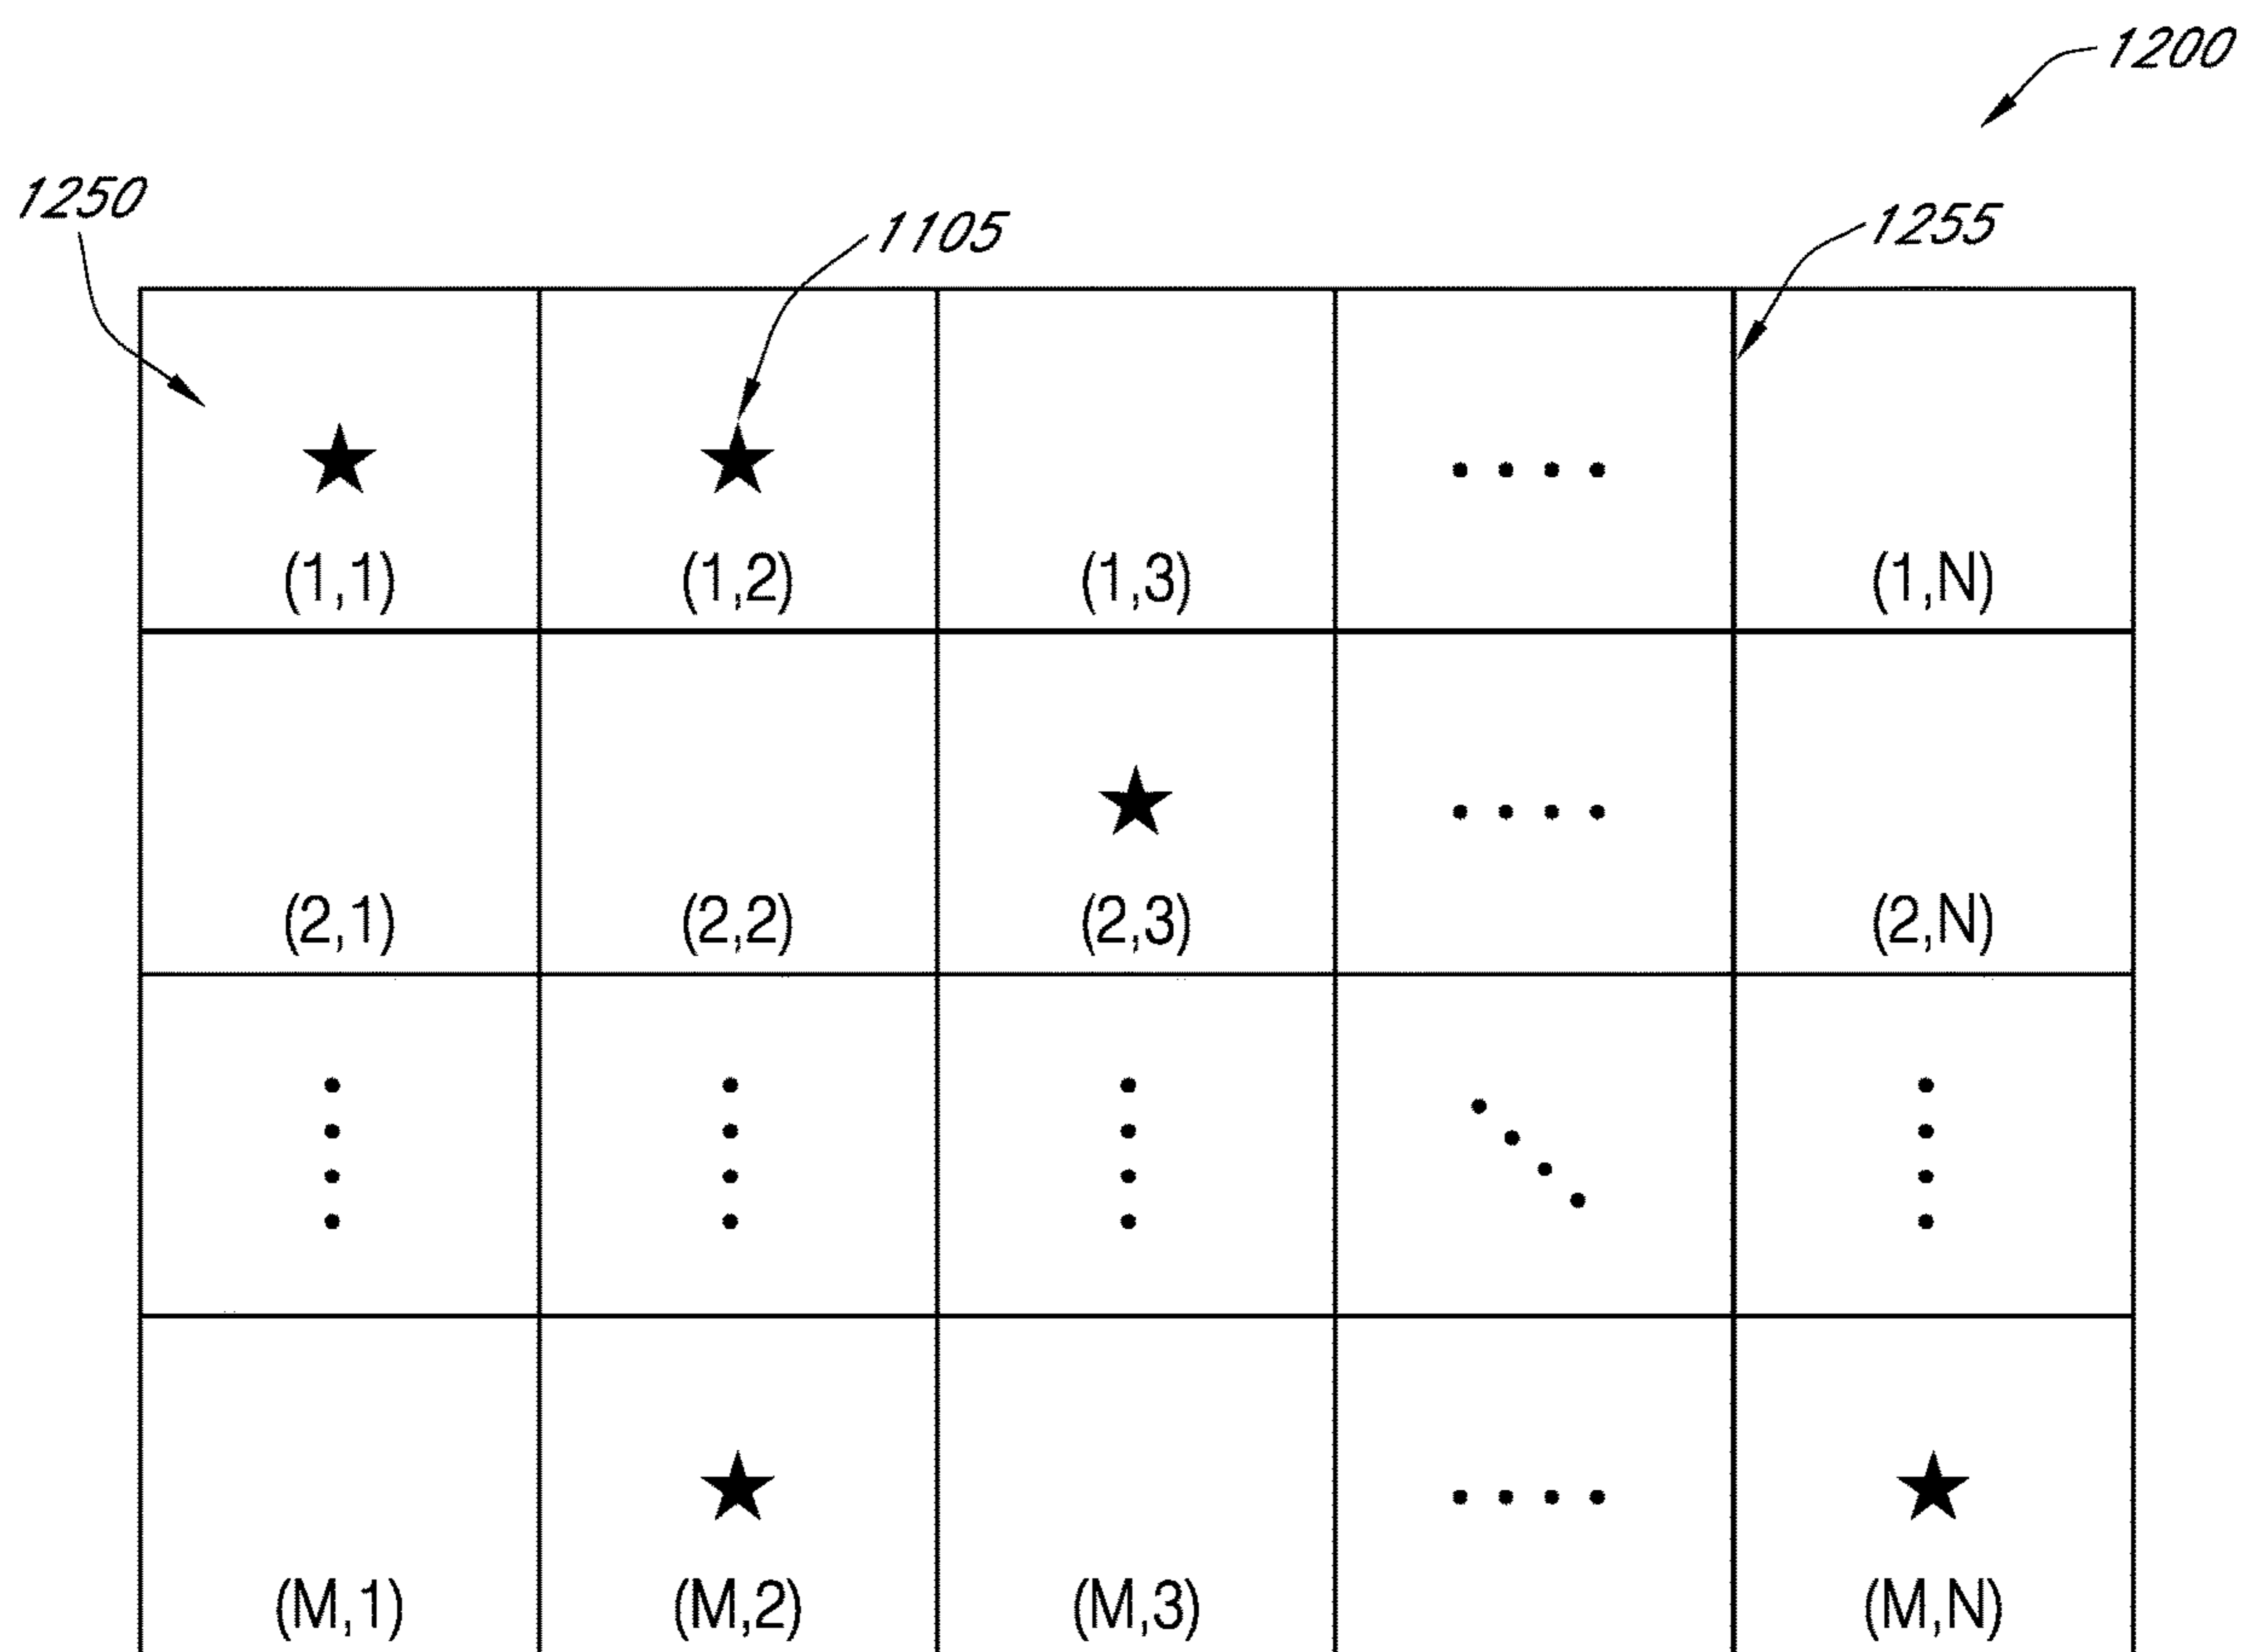 1200
1250
1105
1255
(1,1) (1,2) (1,3) (1,N)
(2,1) (2,2) (2,3) (2,N)
(M,1) (M,2) (M,3) (M,N)